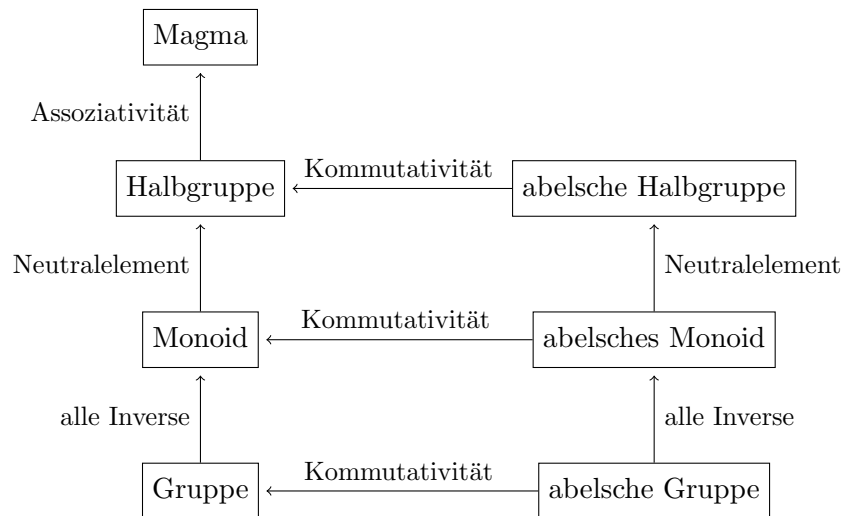 Magma
Assoziativität
Kommutativität
Halbgruppe
abelsche Halbgruppe
Neutralelement
Neutralelement
Kommutativität
Monoid
abelsches Monoid
alle Inverse
alle Inverse
Kommutativität
Gruppe
abelsche Gruppe